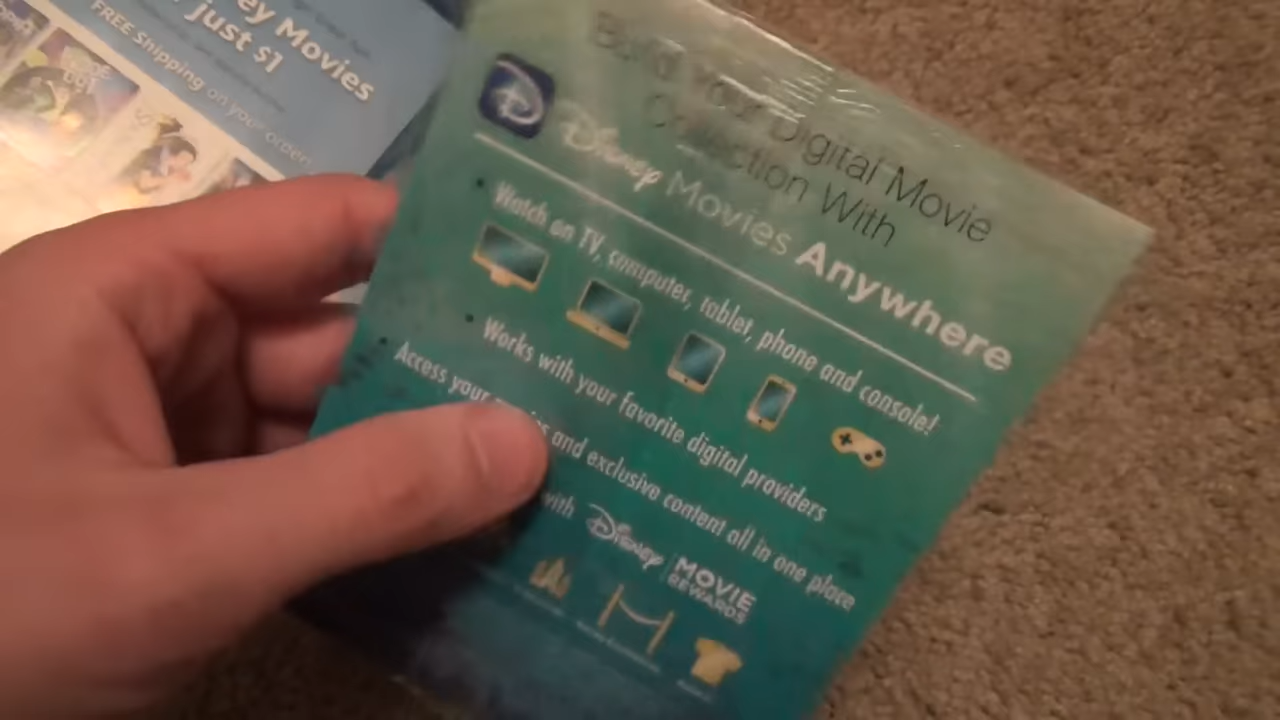 ey Movies
just $1
FREE Shipping on your order!
Build Your Digital Movie
Collection With
Disney Movies Anywhere
• Watch on TV, computer, tablet, phone and console!
• Works with your favorite digital providers
• Access your and exclusive content all in one place
with Disney MOVIE
REWARDS